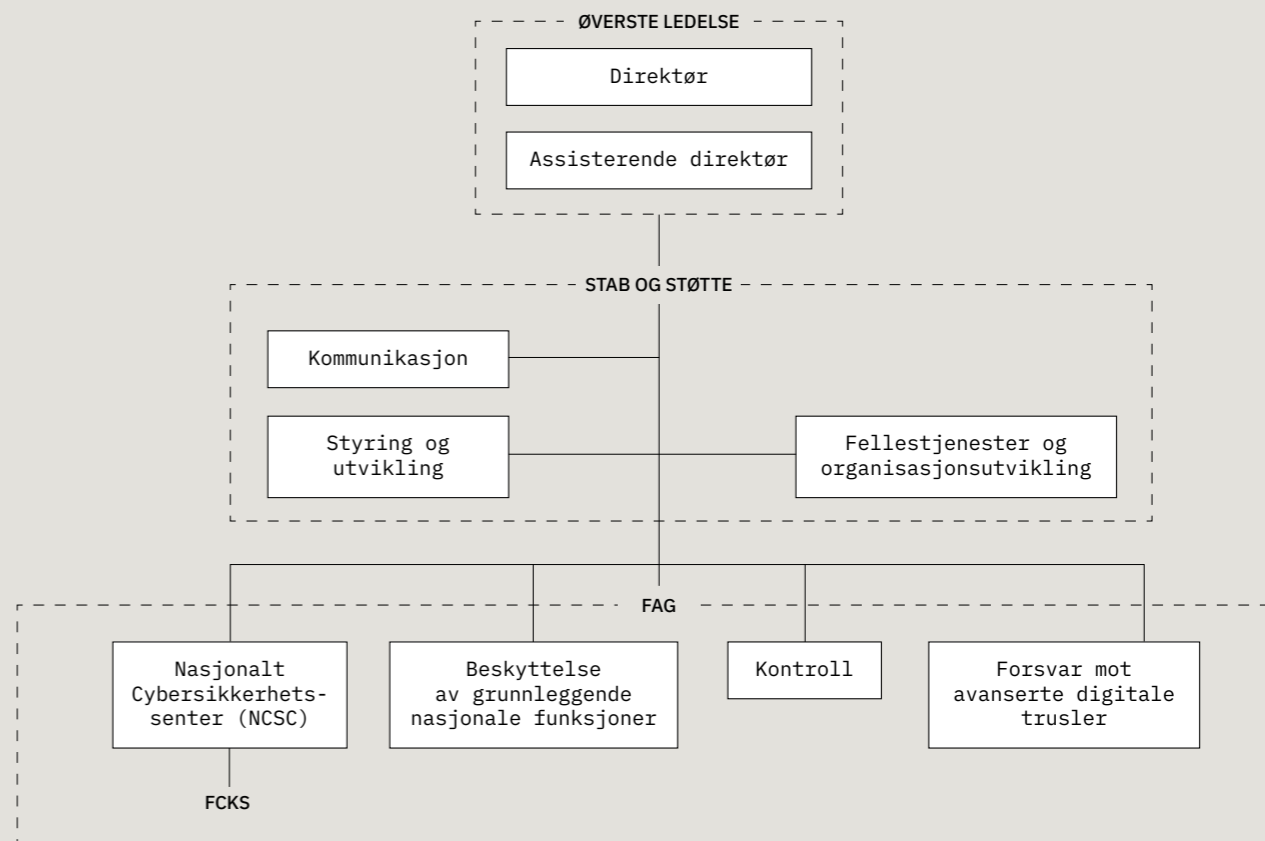 ØVERSTE LEDELSE
Direktør
Assisterende direktør
STAB OG STØTTE
Kommunikasjon
Styring og
utvikling
Fellestjenester og
organisasjonsutvikling
FAG
Nasjonalt
Cybersikkerhets-
senter (NCSC)
Beskyttelse
av grunnleggende
nasjonale funksjoner
Kontroll
Forsvar mot
avanserte digitale
trusler
FCKS